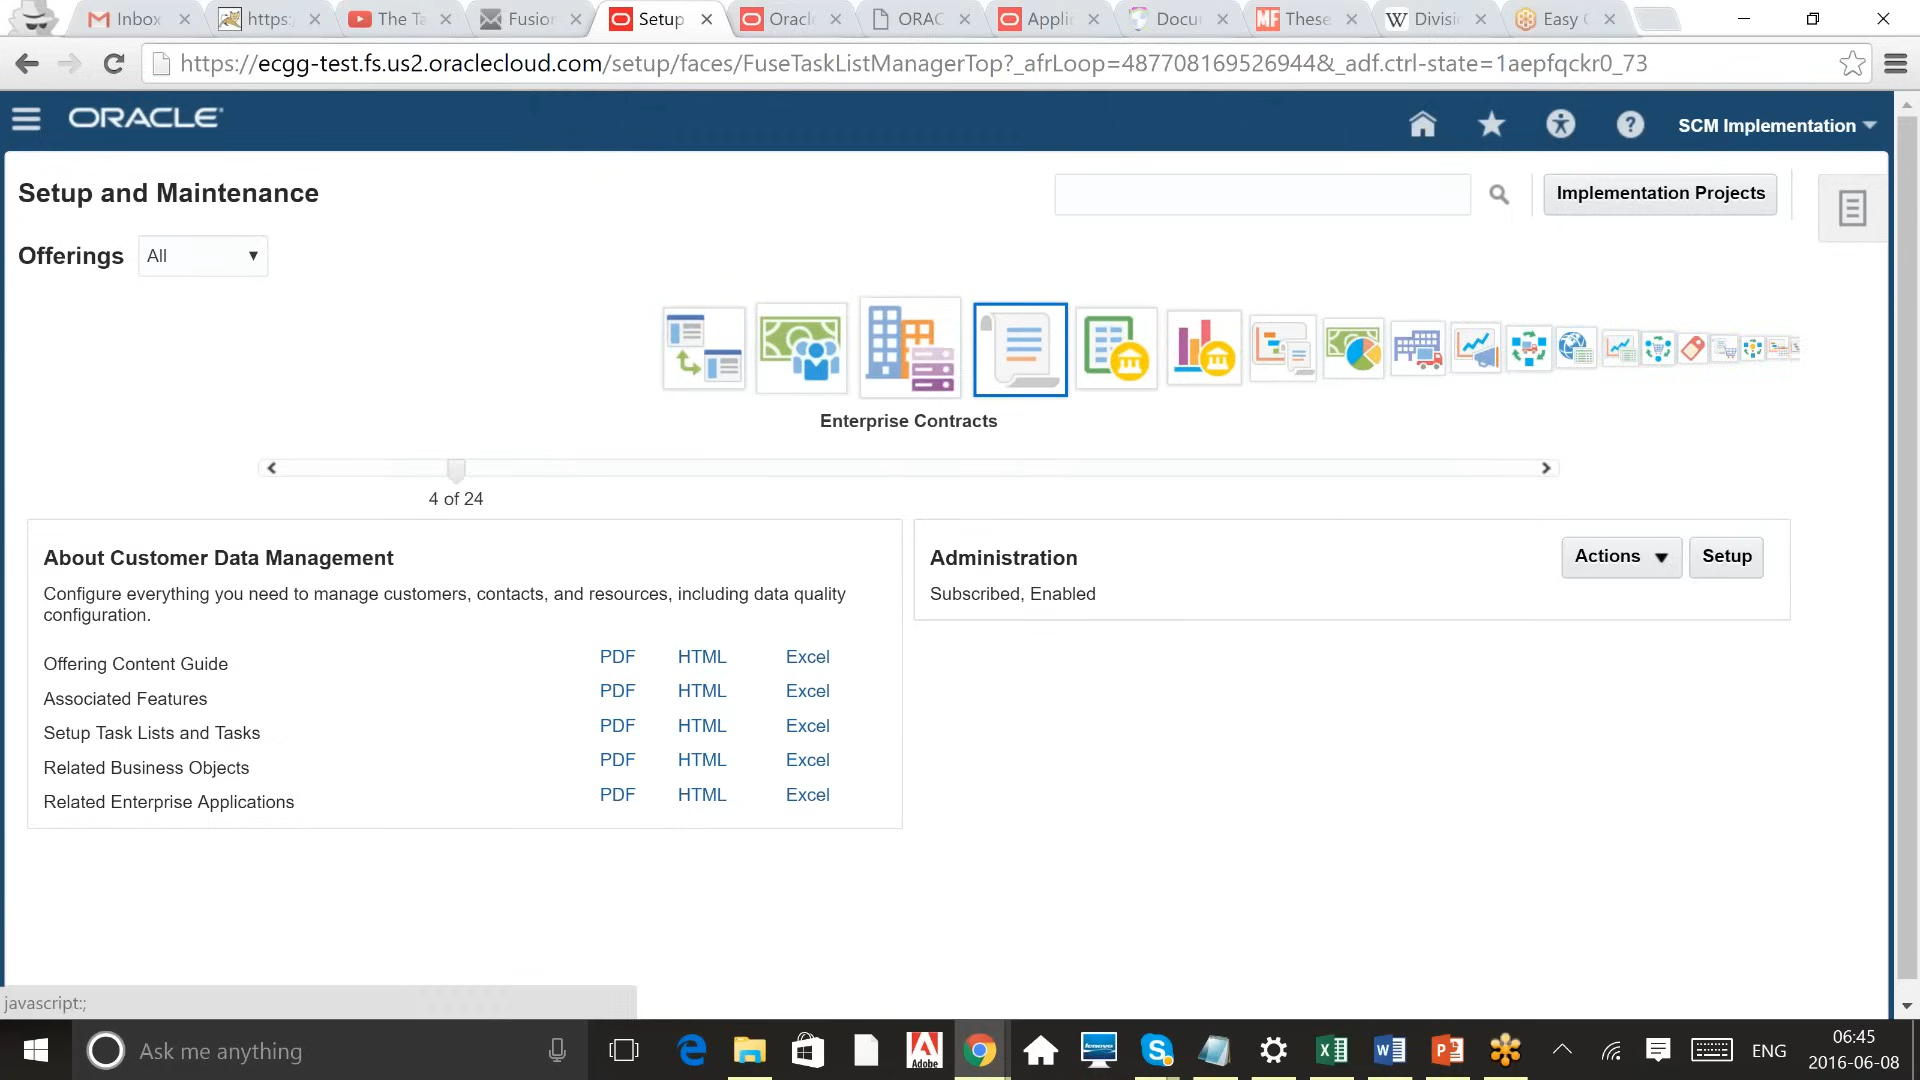 Inbox
https:
The Ta
Fusion
Setup
Oracle
ORAC
Appli
Docu
These
Divisi
Easy
https://ecgg-test.fs.us2.oraclecloud.com/setup/faces/FuseTaskListManagerTop?_afrLoop=487708169526944&_adf.ctrl-state=1aepfqckr0_73
ORACLE
SCM Implementation
Setup and Maintenance
Implementation Projects
Offerings
All
Enterprise Contracts
4 of 24
About Customer Data Management
Configure everything you need to manage customers, contacts, and resources, including data quality
configuration.
Offering Content Guide PDF HTML Excel
Associated Features PDF HTML Excel
Setup Task Lists and Tasks PDF HTML Excel
Related Business Objects PDF HTML Excel
Related Enterprise Applications PDF HTML Excel
Administration
Actions
Setup
Subscribed, Enabled
javascript:;
Ask me anything
Adobe
lenovo
ENG
06:45
2016-06-08